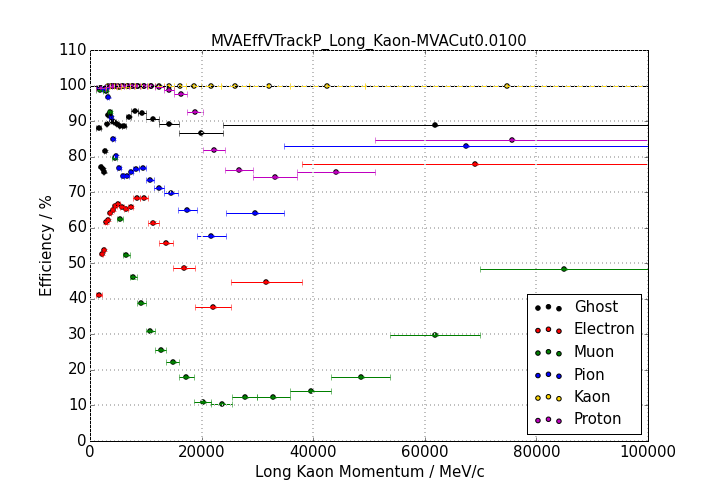 MVAEffVTrackP_Long_Kaon-MVACut0.0100
110
100
90
80
70
60
50
40
30
20
10
0
Efficiency / %
Ghost
Electron
Muon
Pion
Kaon
Proton
0 20000 40000 60000 80000 100000
Long Kaon Momentum / MeV/c